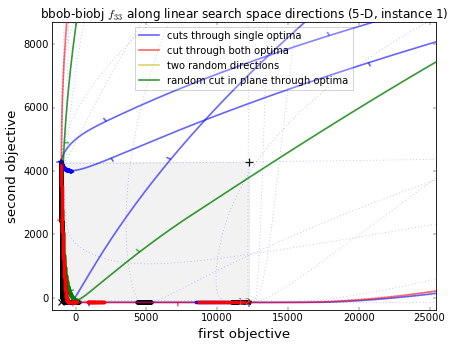 bbob-biobj f33 along linear search space directions (5-D, instance 1)
cuts through single optima
cut through both optima
two random directions
random cut in plane through optima
8000
6000
4000
2000
0
second objective
0
5000
10000
15000
20000
25000
first objective